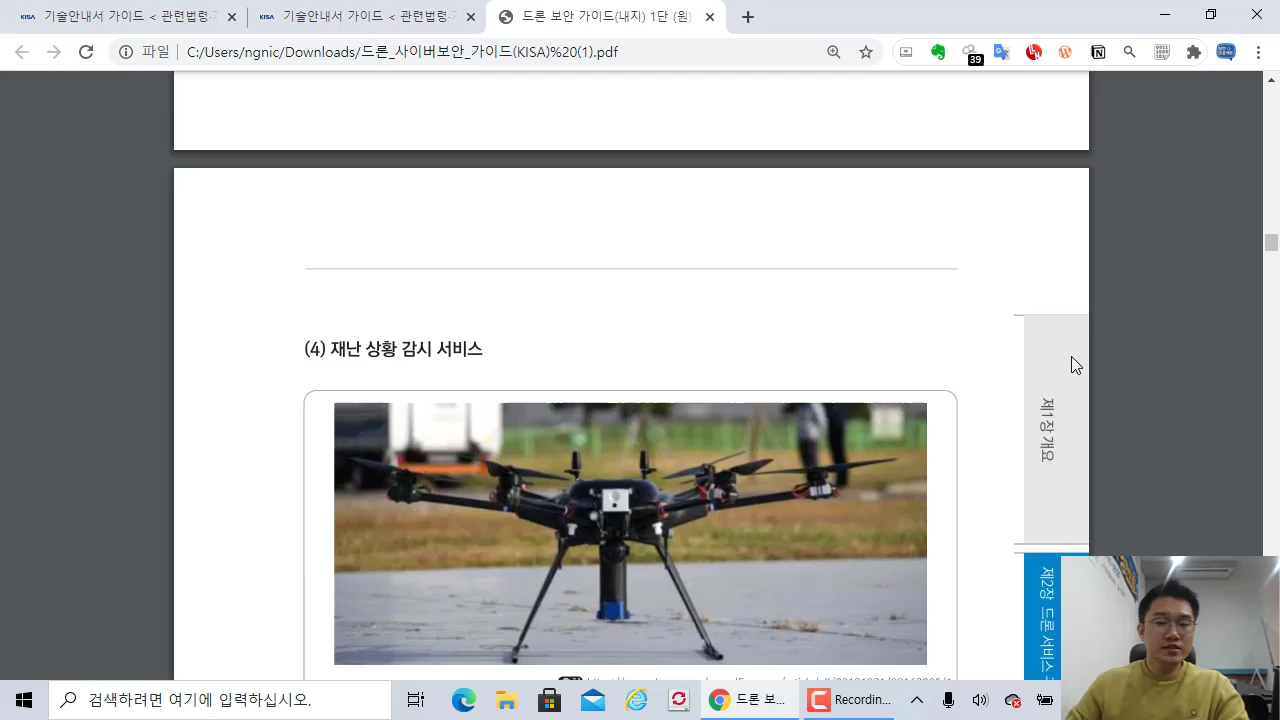 KISA 기술안내서 가이드 < 관련법령·기
KISA 기술안내서 가이드 < 관련법령·기
드론 보안 가이드(내지) 1단 (원)
파일
C:/Users/ngnic/Downloads/드론_사이버보안_가이드(KISA)%20(1).pdf
39
(4) 재난 상황 감시 서비스
제1장 개요
제2장 드론 서비스
검색하려면 여기에 입력하십시오.
드론 보...
Recordin...